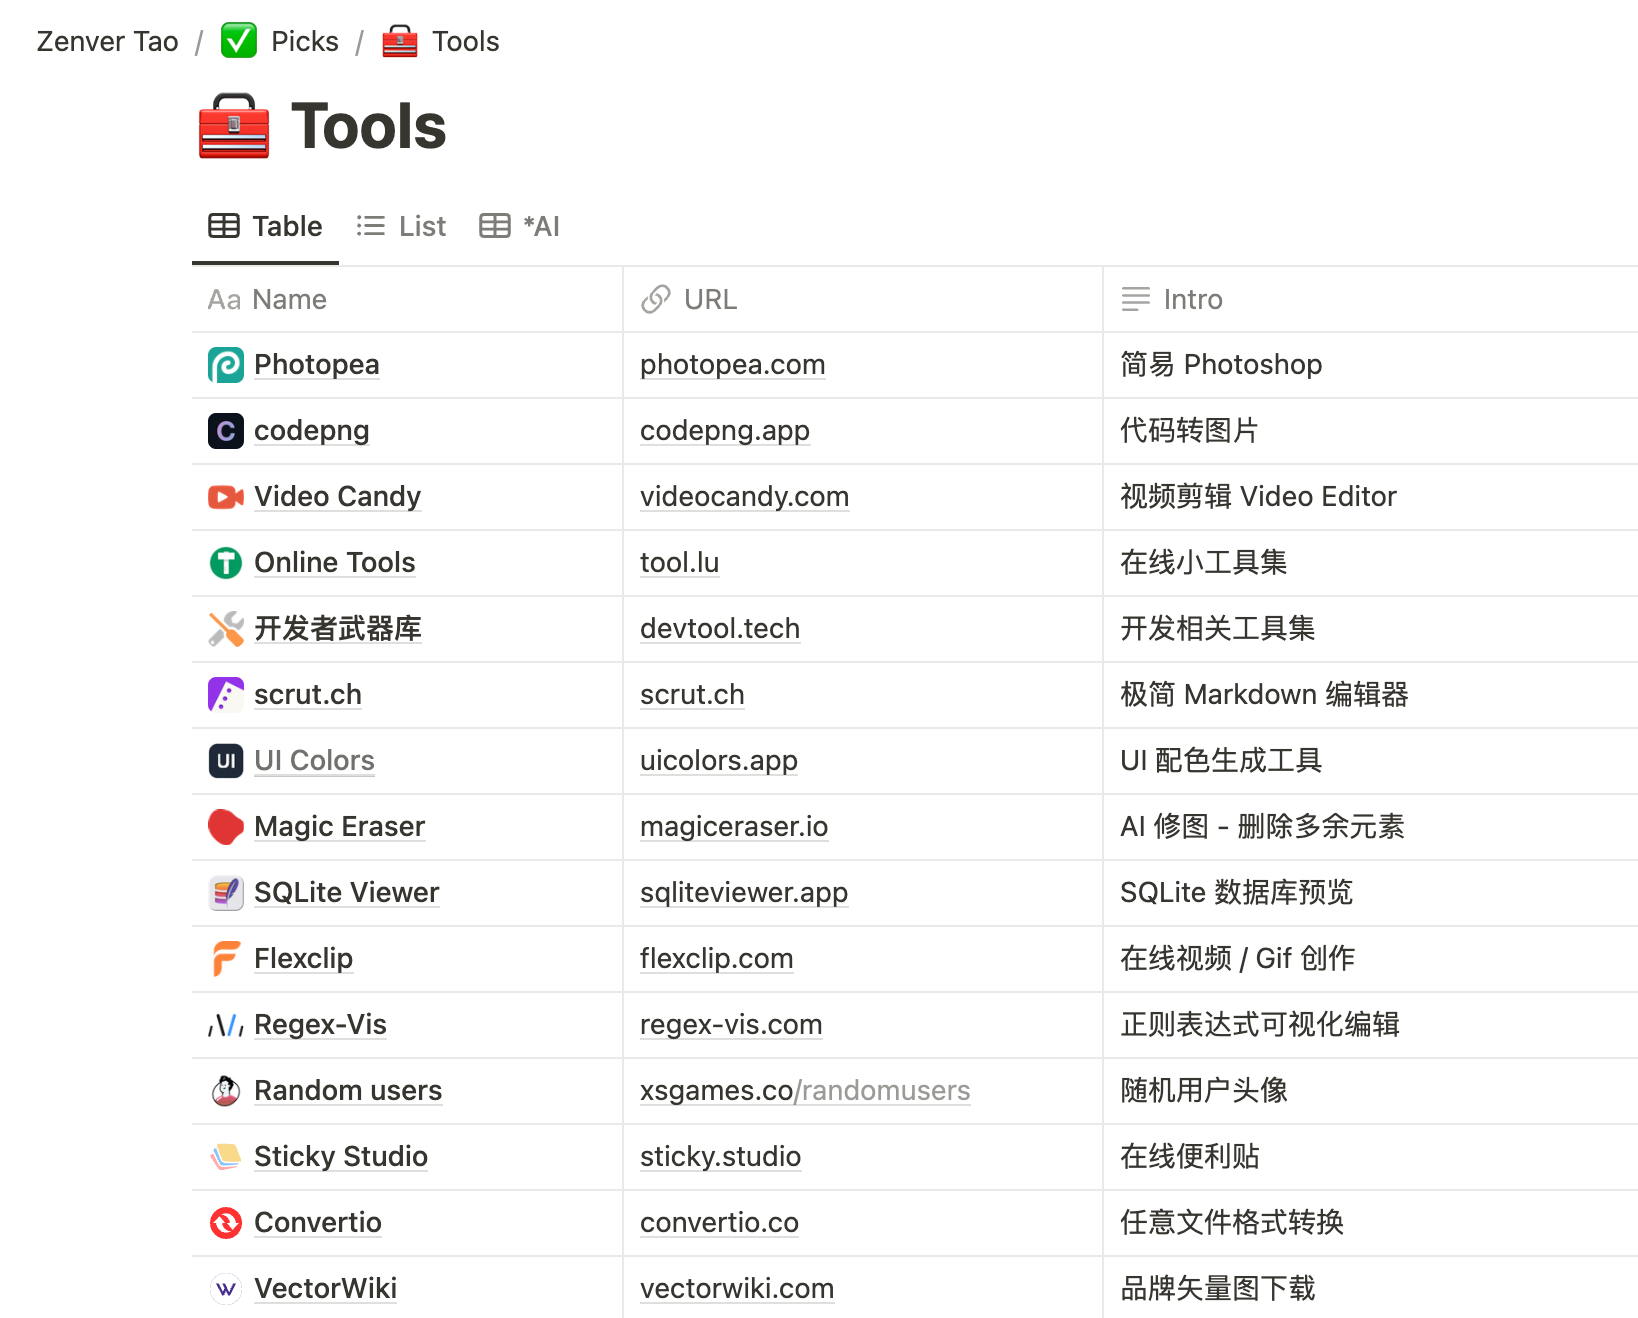 Zenver Tao / Picks / Tools
Tools
Table List *AI
Aa Name URL Intro
Photopea photopea.com 简易 Photoshop
C codepng codepng.app 代码转图片
Video Candy videocandy.com 视频剪辑 Video Editor
T Online Tools tool.lu 在线小工具集
开发者武器库 devtool.tech 开发相关工具集
scrut.ch scrut.ch 极简 Markdown 编辑器
UI UI Colors uicolors.app UI 配色生成工具
Magic Eraser magiceraser.io AI 修图 - 删除多余元素
SQLite Viewer sqliteviewer.app SQLite 数据库预览
Flexclip flexclip.com 在线视频 / Gif 创作
Regex-Vis regex-vis.com 正则表达式可视化编辑
Random users xsgames.co/randomusers 随机用户头像
Sticky Studio sticky.studio 在线便利贴
Convertio convertio.co 任意文件格式转换
W VectorWiki vectorwiki.com 品牌矢量图下载